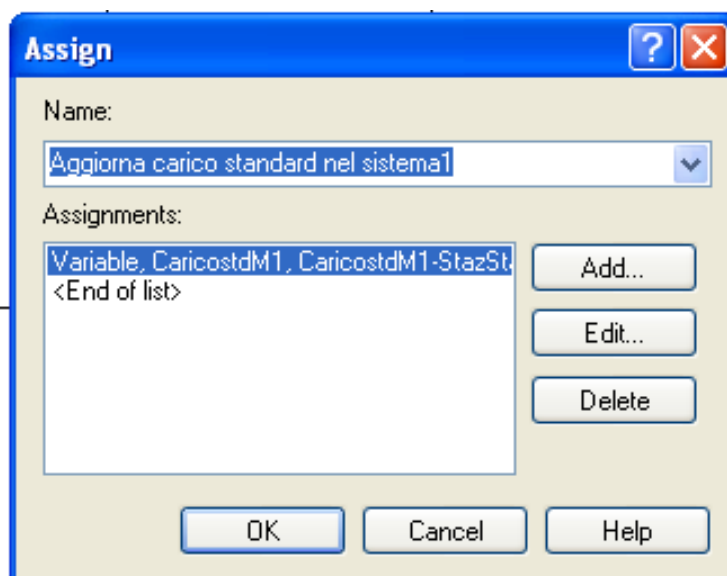 Assign
Name:
Aggiorna carico standard nel sistema1
Assignments:
Variable, CaricostdM1, CaricostdM1-StazSt
<End of list>
Add...
Edit...
Delete
OK
Cancel
Help